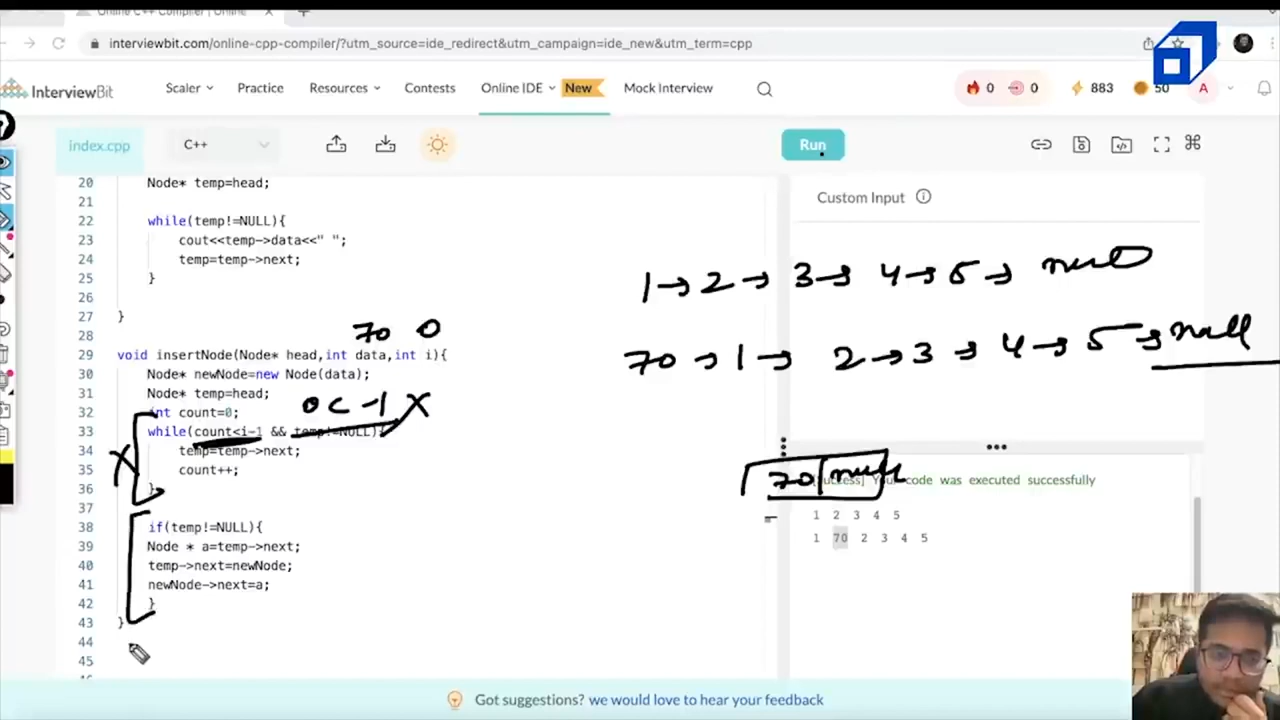 Online C++ Compiler | Online
interviewbit.com/online-cpp-compiler/?utm_source=ide_redirect&utm_campaign=ide_new&utm_term=cpp
InterviewBit Scaler Practice Resources Contests Online IDE New Mock Interview 0 0 883 50 A
index.cpp C++ Run
Custom Input
20 Node* temp=head;
21
22 while(temp!=NULL){
23 cout<<temp->data<<" ";
24 temp=temp->next;
25 }
26
27 }
28
29 void insertNode(Node* head,int data,int i){
30 Node* newNode=new Node(data);
31 Node* temp=head;
32 int count=0;
33 while(count<i-1 && temp!=NULL){
34 temp=temp->next;
35 count++;
36 }
37
38 if(temp!=NULL){
39 Node * a=temp->next;
40 temp->next=newNode;
41 newNode->next=a;
42 }
43 }
44
45
70 0
0 < -1 X
X
1 → 2 → 3 → 4 → 5 → null
70 → 1 → 2 → 3 → 4 → 5 → null
70 null
You code was executed successfully
1 2 3 4 5
1 70 2 3 4 5
Got suggestions? we would love to hear your feedback